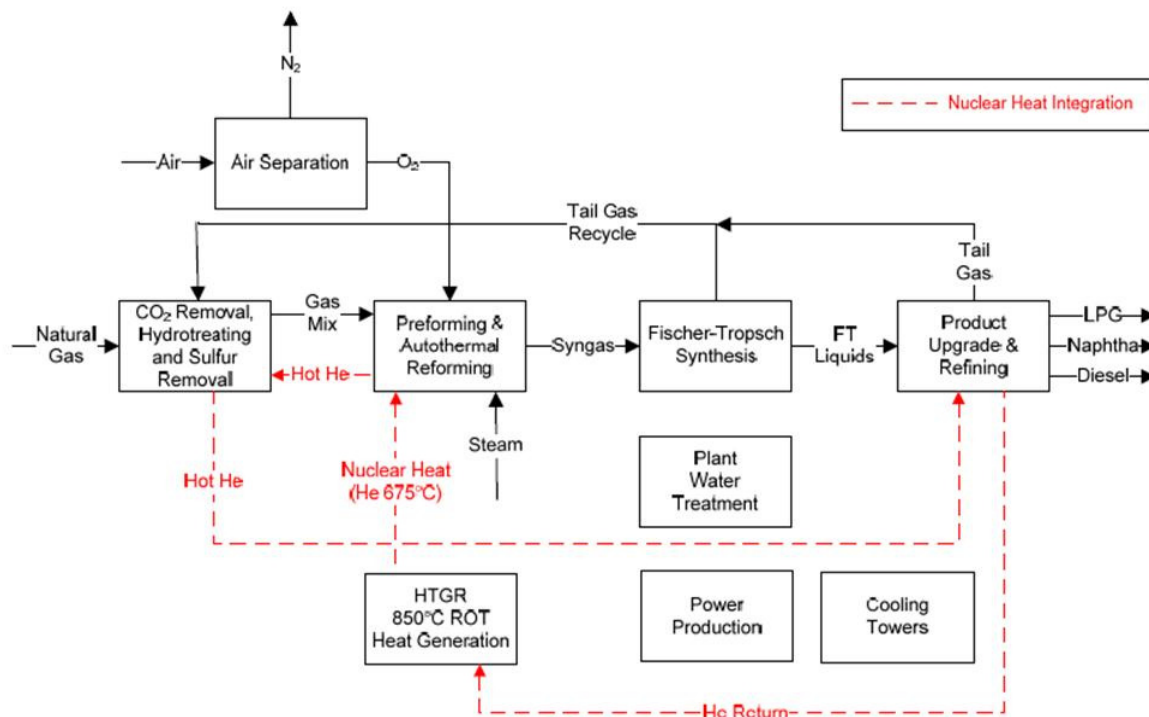 N₂
Nuclear Heat Integration
Air
Air Separation
O₂
Tail Gas
Recycle
Tail
Gas
Natural
Gas
CO₂ Removal,
Hydrotreating
and Sulfur
Removal
Gas
Mix
Hot He
Preforming &
Autothermal
Reforming
Syngas
Fischer-Tropsch
Synthesis
FT
Liquids
Product
Upgrade &
Refining
LPG
Naphtha
Diesel
Hot He
Nuclear Heat
(He 675°C)
Steam
Plant
Water
Treatment
HTGR
850°C ROT
Heat Generation
Power
Production
Cooling
Towers
He Return